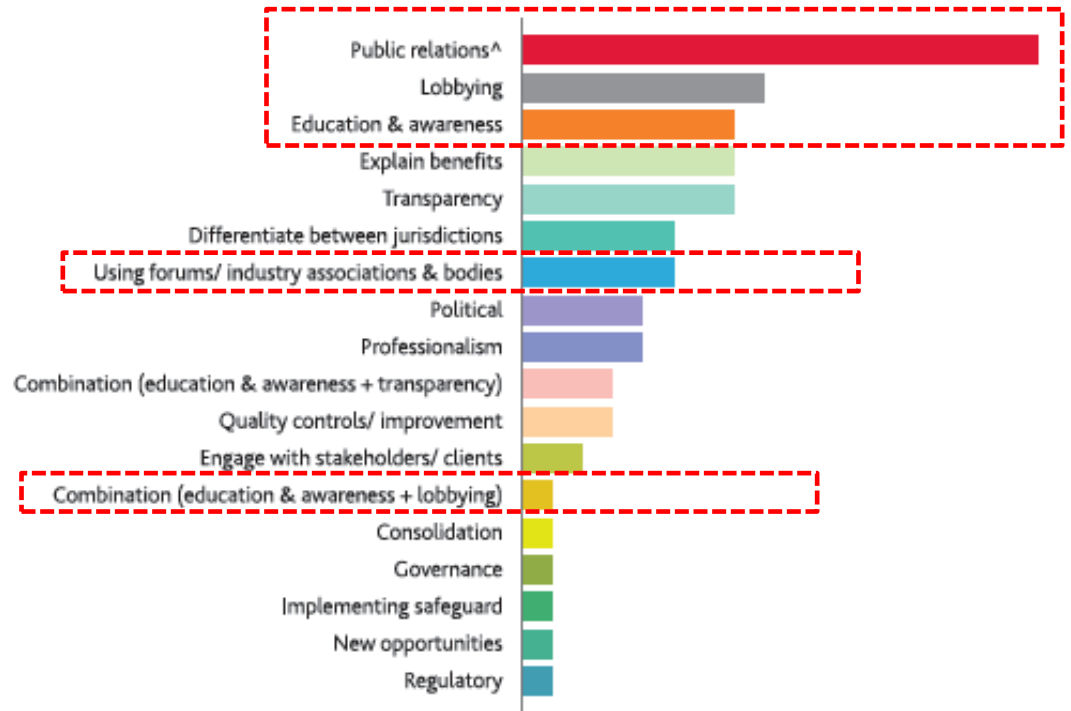 Public relations^
Lobbying
Education & awareness
Explain benefits
Transparency
Differentiate between jurisdictions
Using forums/ industry associations & bodies
Political
Professionalism
Combination (education & awareness + transparency)
Quality controls/ improvement
Engage with stakeholders/ clients
Combination (education & awareness + lobbying)
Consolidation
Governance
Implementing safeguard
New opportunities
Regulatory